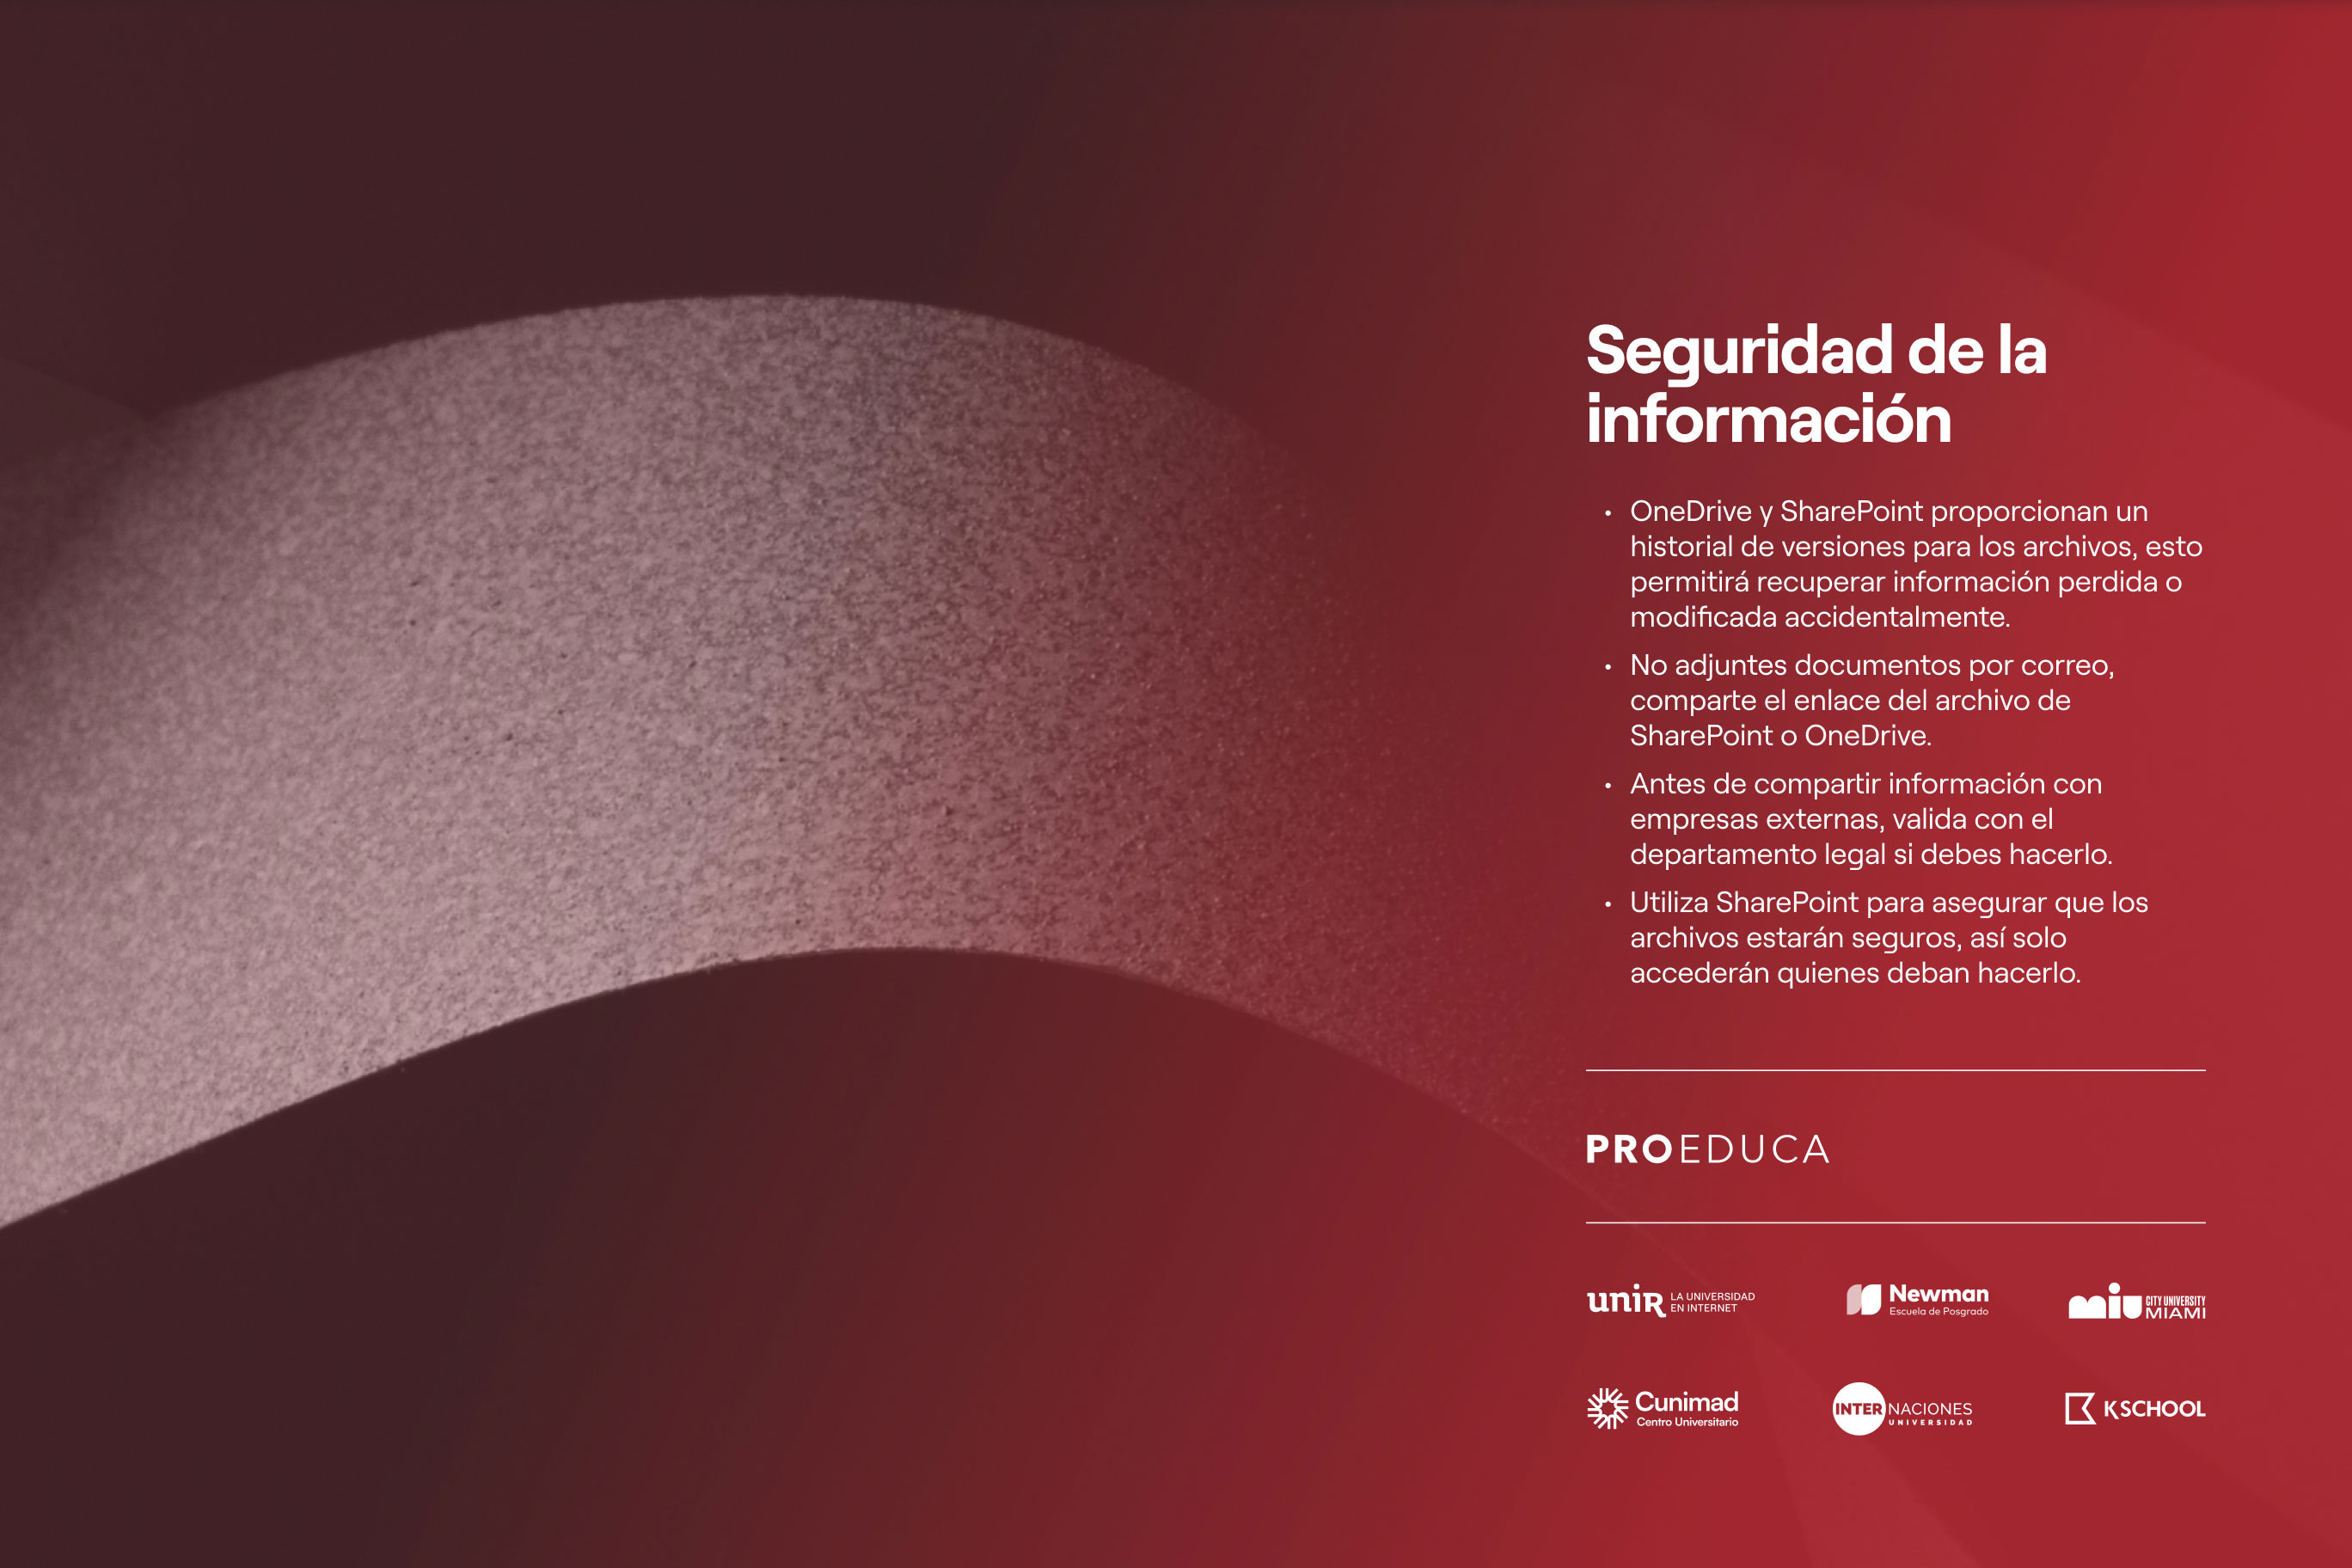 Seguridad de la
información
• OneDrive y SharePoint proporcionan un
historial de versiones para los archivos, esto
permitirá recuperar información perdida o
modificada accidentalmente.
• No adjuntes documentos por correo,
comparte el enlace del archivo de
SharePoint o OneDrive.
• Antes de compartir información con
empresas externas, valida con el
departamento legal si debes hacerlo.
• Utiliza SharePoint para asegurar que los
archivos estarán seguros, así solo
accederán quienes deban hacerlo.
PROEDUCA
unir LA UNIVERSIDAD
EN INTERNET
Newman
Escuela de Posgrado
miu CITY UNIVERSITY
MIAMI
Cunimad
Centro Universitario
INTERNACIONES
UNIVERSIDAD
KSCHOOL